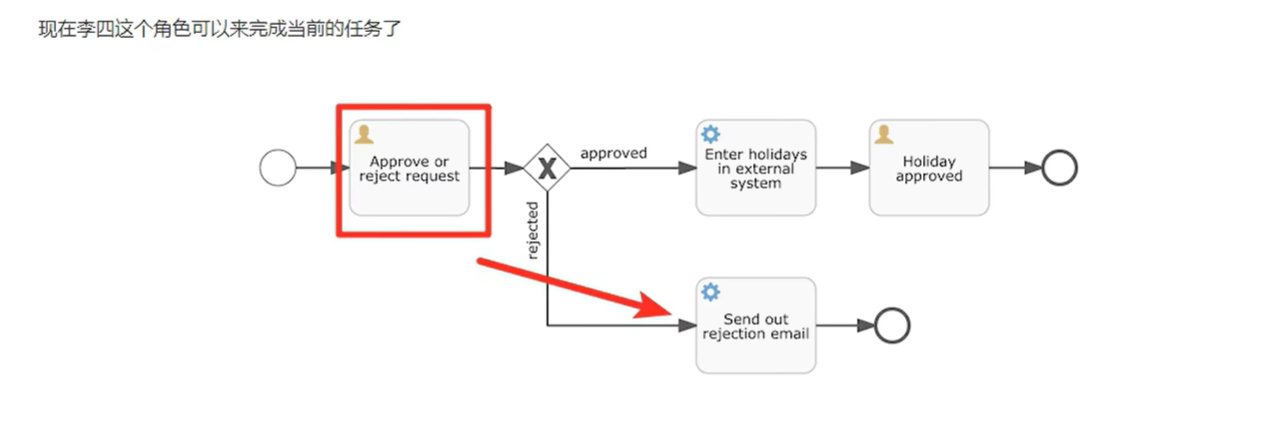 现在李四这个角色可以来完成当前的任务了
Approve or
reject request
X
approved
rejected
Enter holidays
in external
system
Holiday
approved
Send out
rejection email